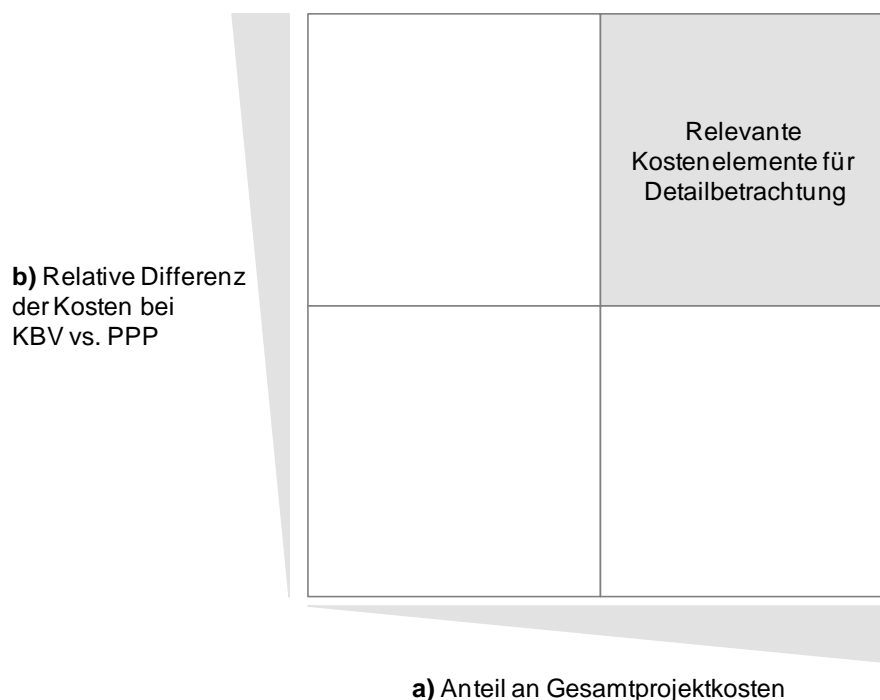 Relevante
Kostenelemente für
Detailbetrachtung
b) Relative Differenz
der Kosten bei
KBV vs. PPP
a) Anteil an Gesamtprojektkosten